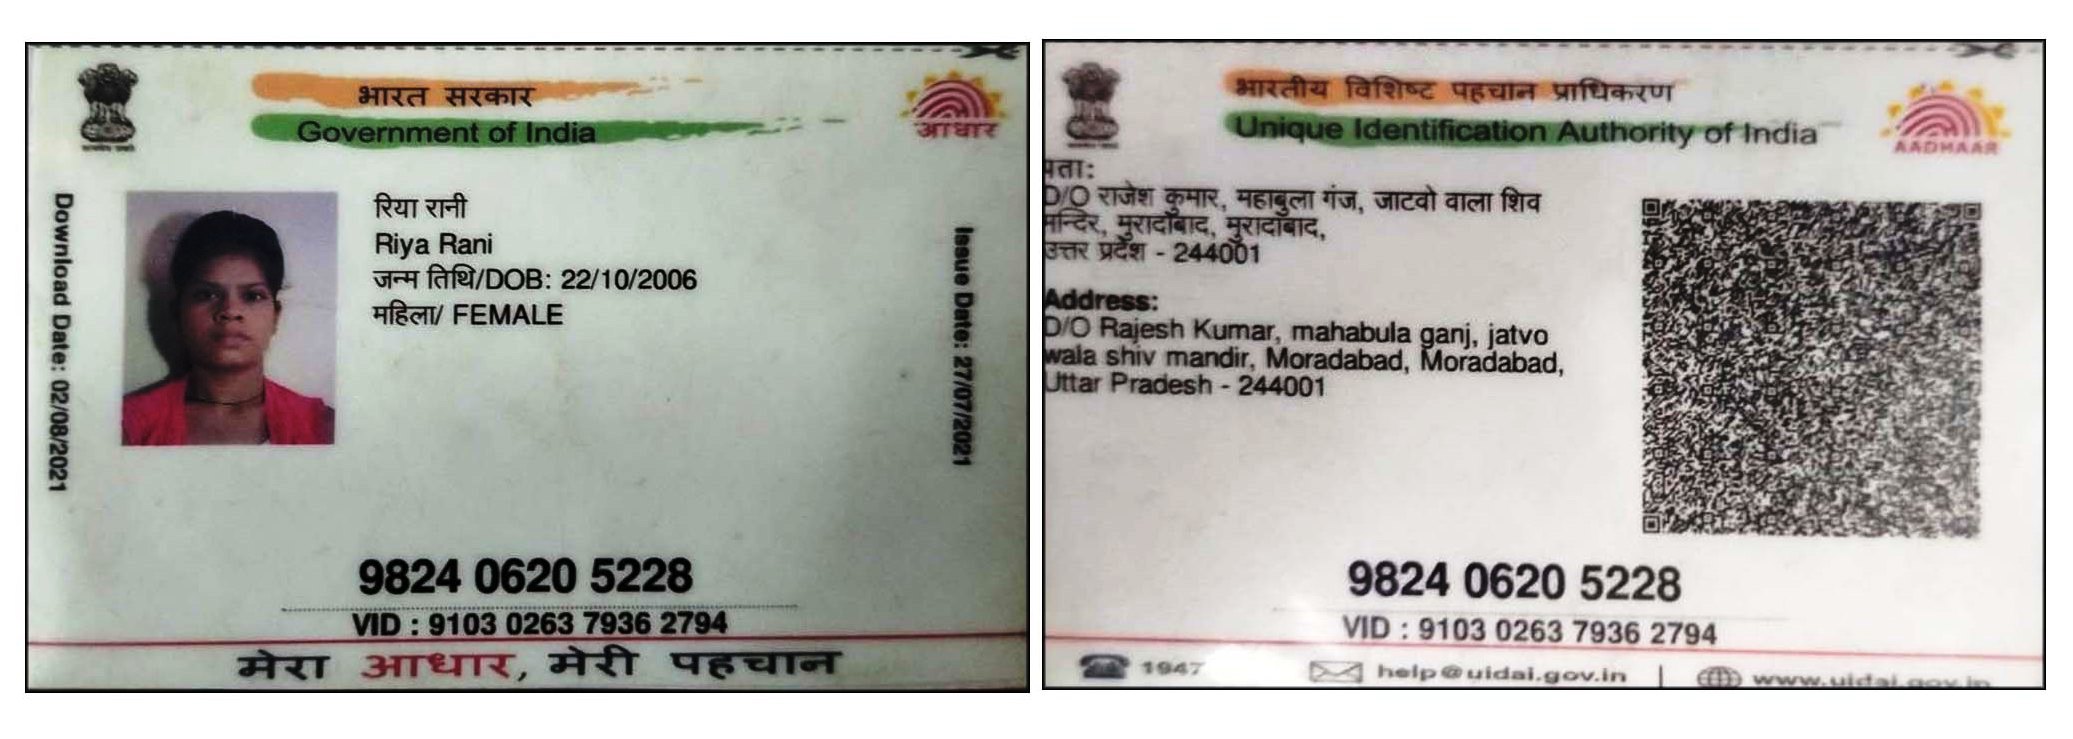 भारत सरकार
Government of India
आधार
Download Date: 02/08/2021
रिया रानी
Riya Rani
जन्म तिथि/DOB: 22/10/2006
महिला/ FEMALE
Issue Date: 27/07/2021
9824 0620 5228
VID : 9103 0263 7936 2794
मेरा आधार, मेरी पहचान
भारतीय विशिष्ट पहचान प्राधिकरण
Unique Identification Authority of India
AADHAAR
पता:
D/O राजेश कुमार, महाबुला गंज, जाटवो वाला शिव
मन्दिर, मुरादाबाद, मुरादाबाद,
उत्तर प्रदेश - 244001
Address:
D/O Rajesh Kumar, mahabula ganj, jatvo
wala shiv mandir, Moradabad, Moradabad,
Uttar Pradesh - 244001
9824 0620 5228
VID : 9103 0263 7936 2794
1947
help@uidai.gov.in
www.uidai.gov.in